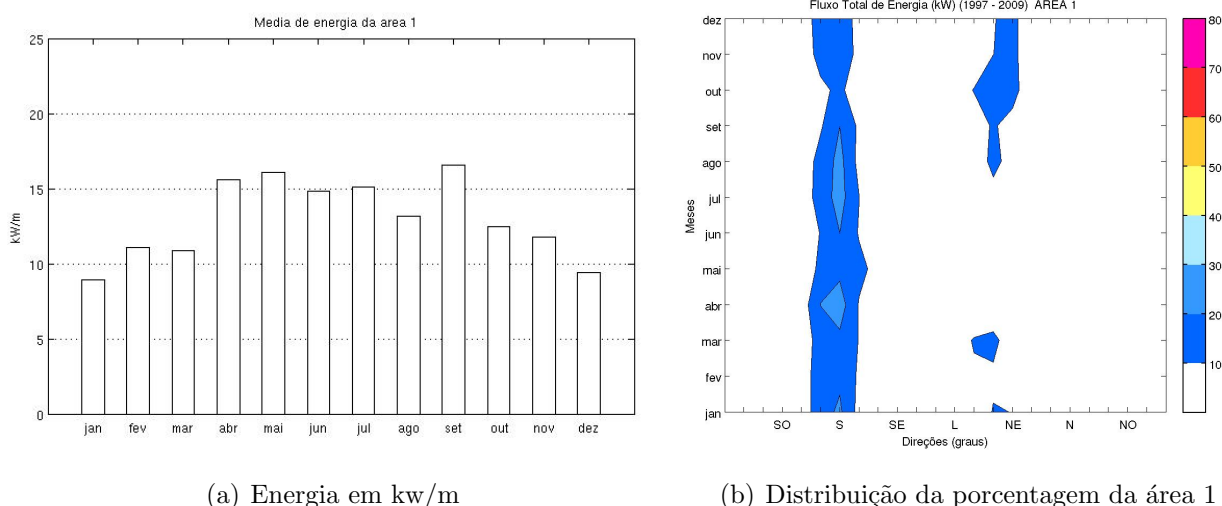 Media de energia da area 1
25
20
15
10
5
0
kW/m
jan fev mar abr mai jun jul ago set out nov dez
(a) Energia em kw/m
Fluxo Total de Energia (kW) (1997 - 2009) AREA 1
dez
nov
out
set
ago
jul
jun
mai
abr
mar
fev
jan
Meses
SO S SE L NE N NO
Direções (graus)
80
70
60
50
40
30
20
10
(b) Distribuição da porcentagem da área 1